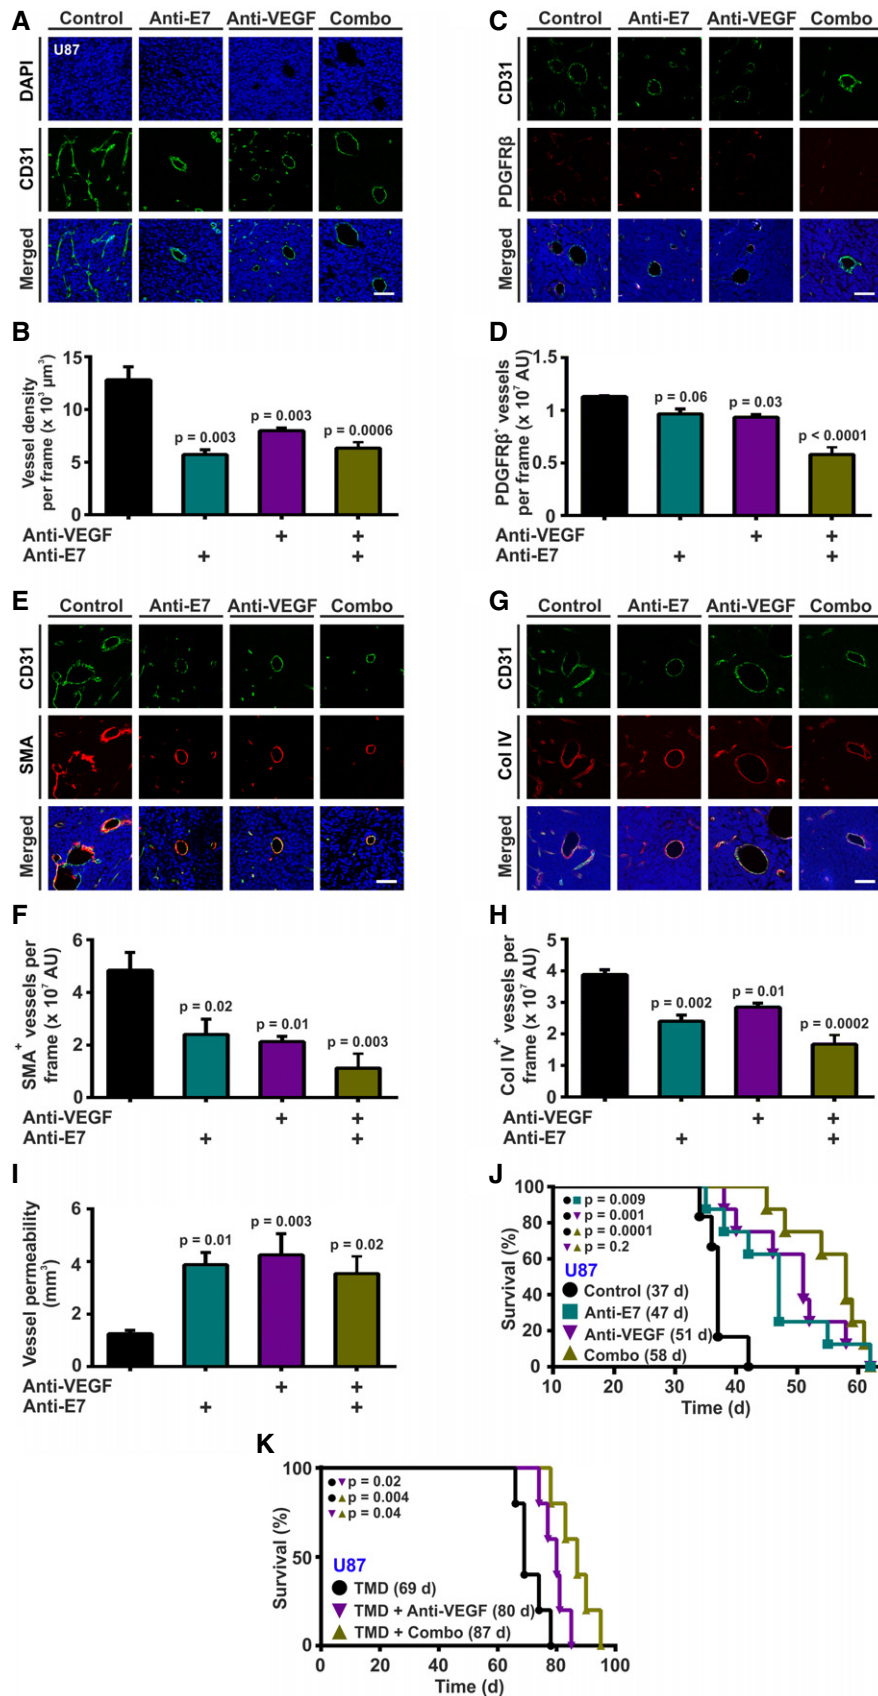 A
Control Anti-E7 Anti-VEGF Combo
U87
DAPI
CD31
Merged
C
Control Anti-E7 Anti-VEGF Combo
CD31
PDGFRβ
Merged
B
Vessel density
per frame (x 10³ µm³)
15
10
5
0
p = 0.003
p = 0.003
p = 0.0006
Anti-VEGF + +
Anti-E7 + +
D
PDGFRβ⁺ vessels
per frame (x 10⁷ AU)
1.5
1
0.5
0
p = 0.06
p = 0.03
p < 0.0001
Anti-VEGF + +
Anti-E7 + +
E
Control Anti-E7 Anti-VEGF Combo
CD31
SMA
Merged
G
Control Anti-E7 Anti-VEGF Combo
CD31
Col IV
Merged
F
SMA⁺ vessels per
frame (x 10⁷ AU)
6
4
2
0
p = 0.02
p = 0.01
p = 0.003
Anti-VEGF + +
Anti-E7 + +
H
Col IV⁺ vessels per
frame (x 10⁷ AU)
5
4
3
2
1
0
p = 0.002
p = 0.01
p = 0.0002
Anti-VEGF + +
Anti-E7 + +
I
Vessel permeability
(mm³)
6
4
2
0
p = 0.01
p = 0.003
p = 0.02
Anti-VEGF + +
Anti-E7 + +
J
Survival (%)
100
80
60
40
20
0
p = 0.009
p = 0.001
p = 0.0001
p = 0.2
U87
Control (37 d)
Anti-E7 (47 d)
Anti-VEGF (51 d)
Combo (58 d)
10 20 30 40 50 60
Time (d)
K
Survival (%)
100
50
0
p = 0.02
p = 0.004
p = 0.04
U87
TMD (69 d)
TMD + Anti-VEGF (80 d)
TMD + Combo (87 d)
0 20 40 60 80 100
Time (d)